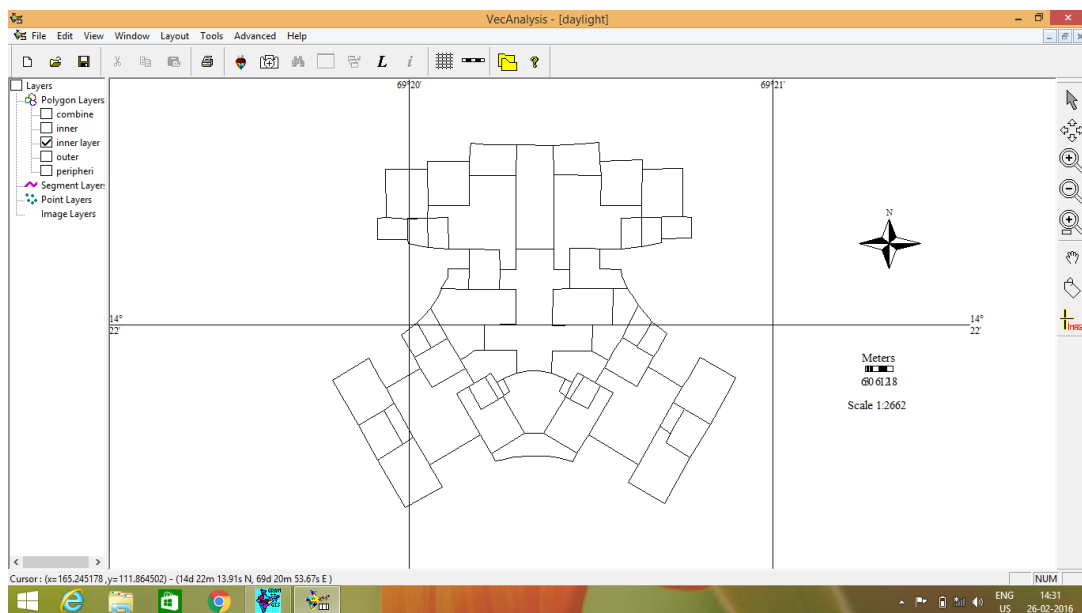 VecAnalysis - [daylight]
File Edit View Window Layout Tools Advanced Help
L i ?
Layers
Polygon Layers
combine
inner
inner layer
outer
peripheri
Segment Layer
Point Layers
Image Layers
69°20' 69°21'
N
14° 22'
14° 22'
Meters
Scale 1:2662
IMAG
Cursor : (x=165.245178 ,y=111.864502) - (14d 22m 13.91s N, 69d 20m 53.67s E )
NUM
GRAM GIS
ENG 14:31
US 26-02-2016